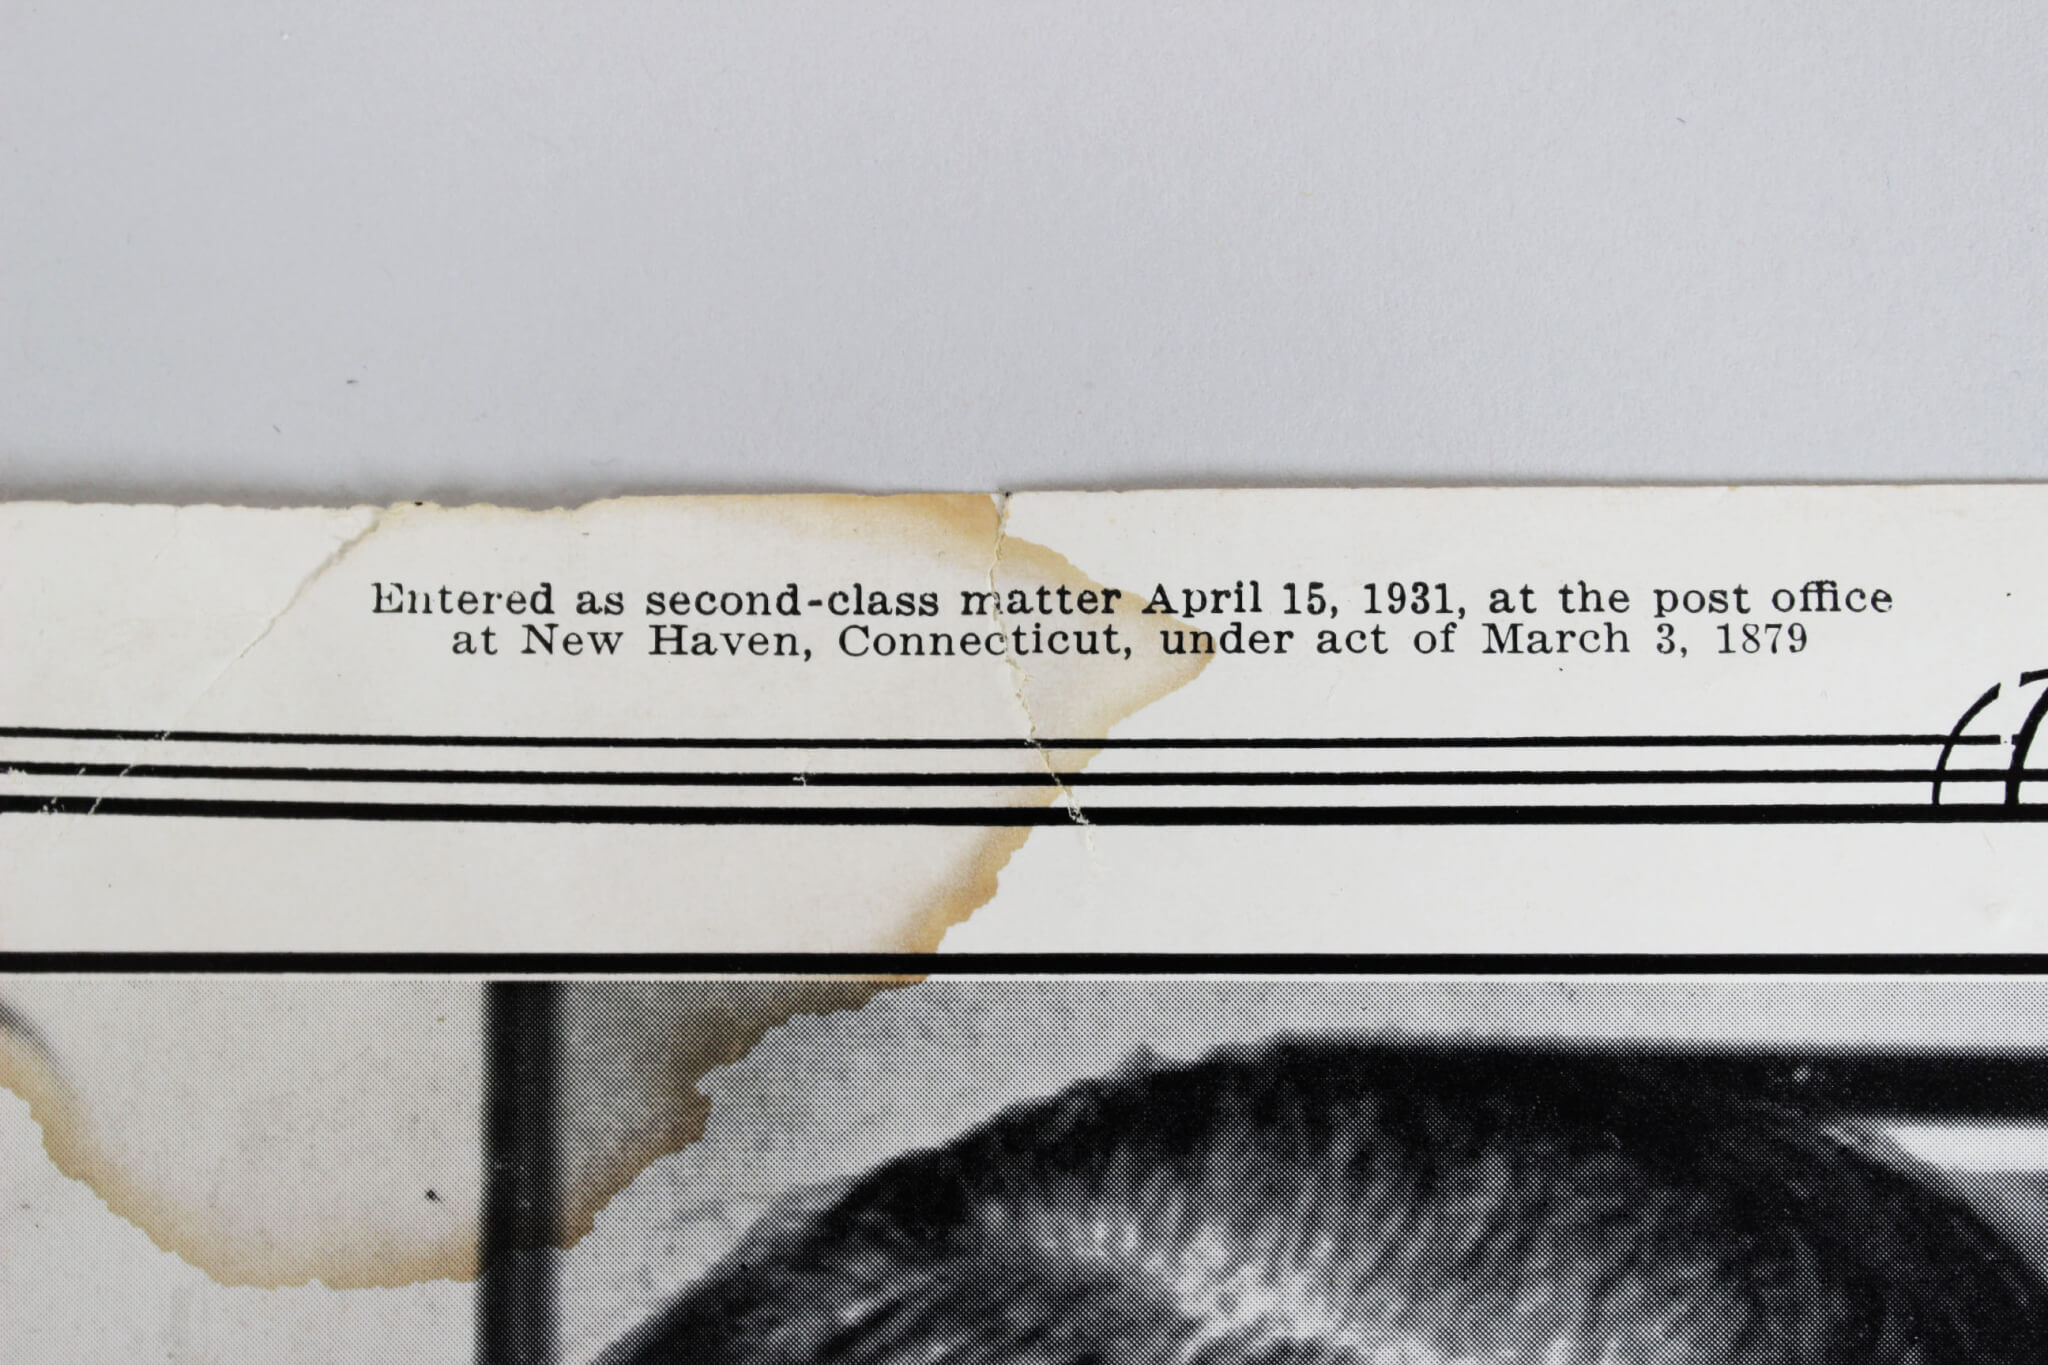 Entered as second-class matter April 15, 1931, at the post office
at New Haven, Connecticut, under act of March 3, 1879